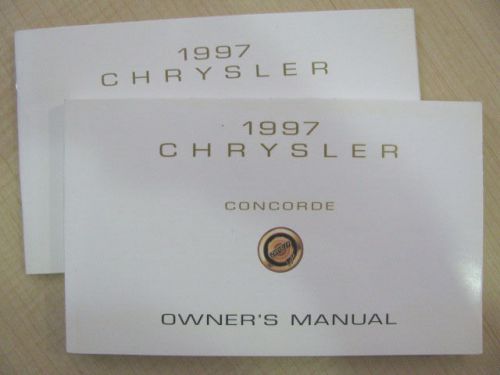 1997
CHRYSLER
1997
CHRYSLER
CONCORDE
OWNER'S MANUAL